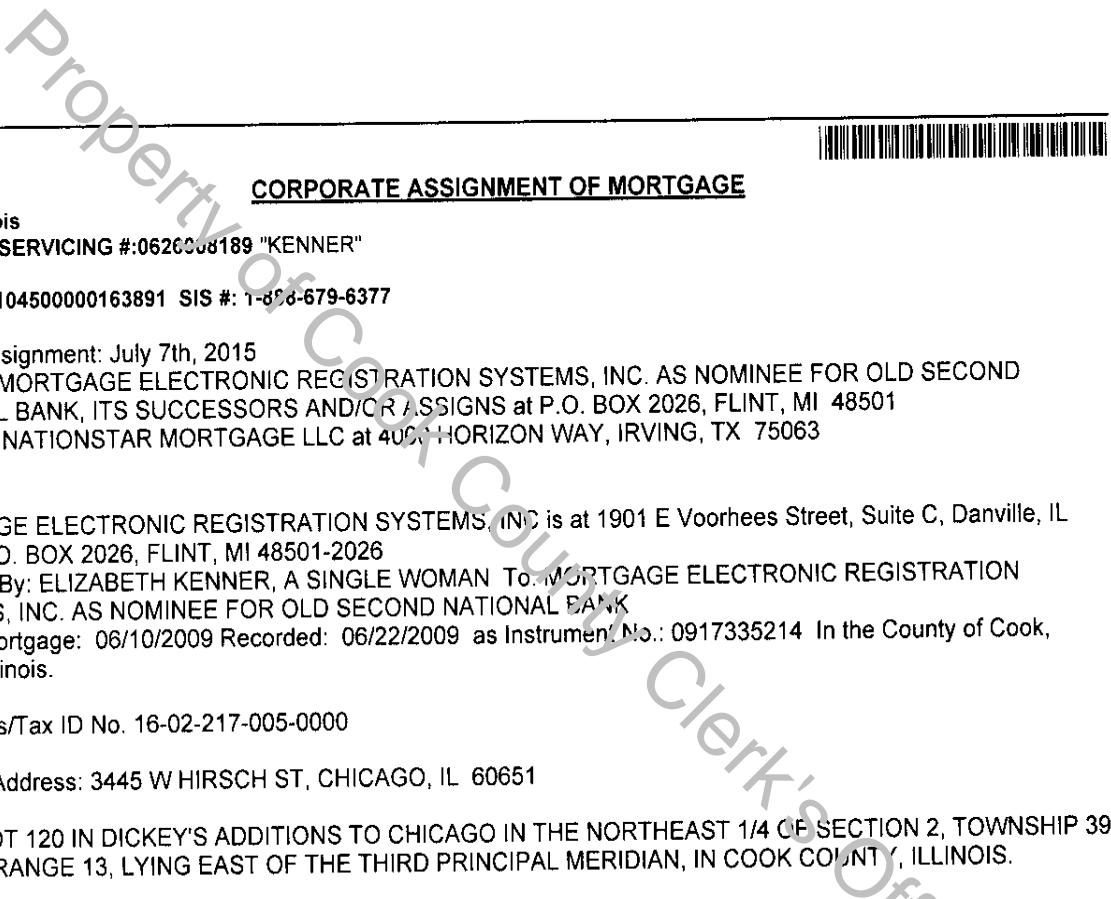 CORPORATE ASSIGNMENT OF MORTGAGE
ois
SERVICING "KENNER"
104500000163891 SIS #:
signment: July 7th, 2015
MORTGAGE ELECTRONIC REGISTRATION SYSTEMS, INC. AS NOMINEE FOR OLD SECOND
L BANK, ITS SUCCESSORS AND/OR ASSIGNS at P.O. BOX 2026, FLINT, MI 48501
NATIONSTAR MORTGAGE LLC at HORIZON WAY, IRVING, TX 75063
GE ELECTRONIC REGISTRATION SYSTEMS, INC is at 1901 E Voorhees Street, Suite C, Danville, IL
O. BOX 2026, FLINT, MI 48501-2026
By: ELIZABETH KENNER, A SINGLE WOMAN To: MORTGAGE ELECTRONIC REGISTRATION
S, INC. AS NOMINEE FOR OLD SECOND NATIONAL BANK
ortgage: 06/10/2009 Recorded: 06/22/2009 as Instrument No.: 0917335214 In the County of Cook,
linois.
s/Tax ID No. 16-02-217-005-0000
Address: 3445 W HIRSCH ST, CHICAGO, IL 60651
OT 120 IN DICKEY'S ADDITIONS TO CHICAGO IN THE NORTHEAST 1/4 OF SECTION 2, TOWNSHIP 39
RANGE 13, LYING EAST OF THE THIRD PRINCIPAL MERIDIAN, IN COOK COUNTY, ILLINOIS.
Property of Cook County Clerk's Off